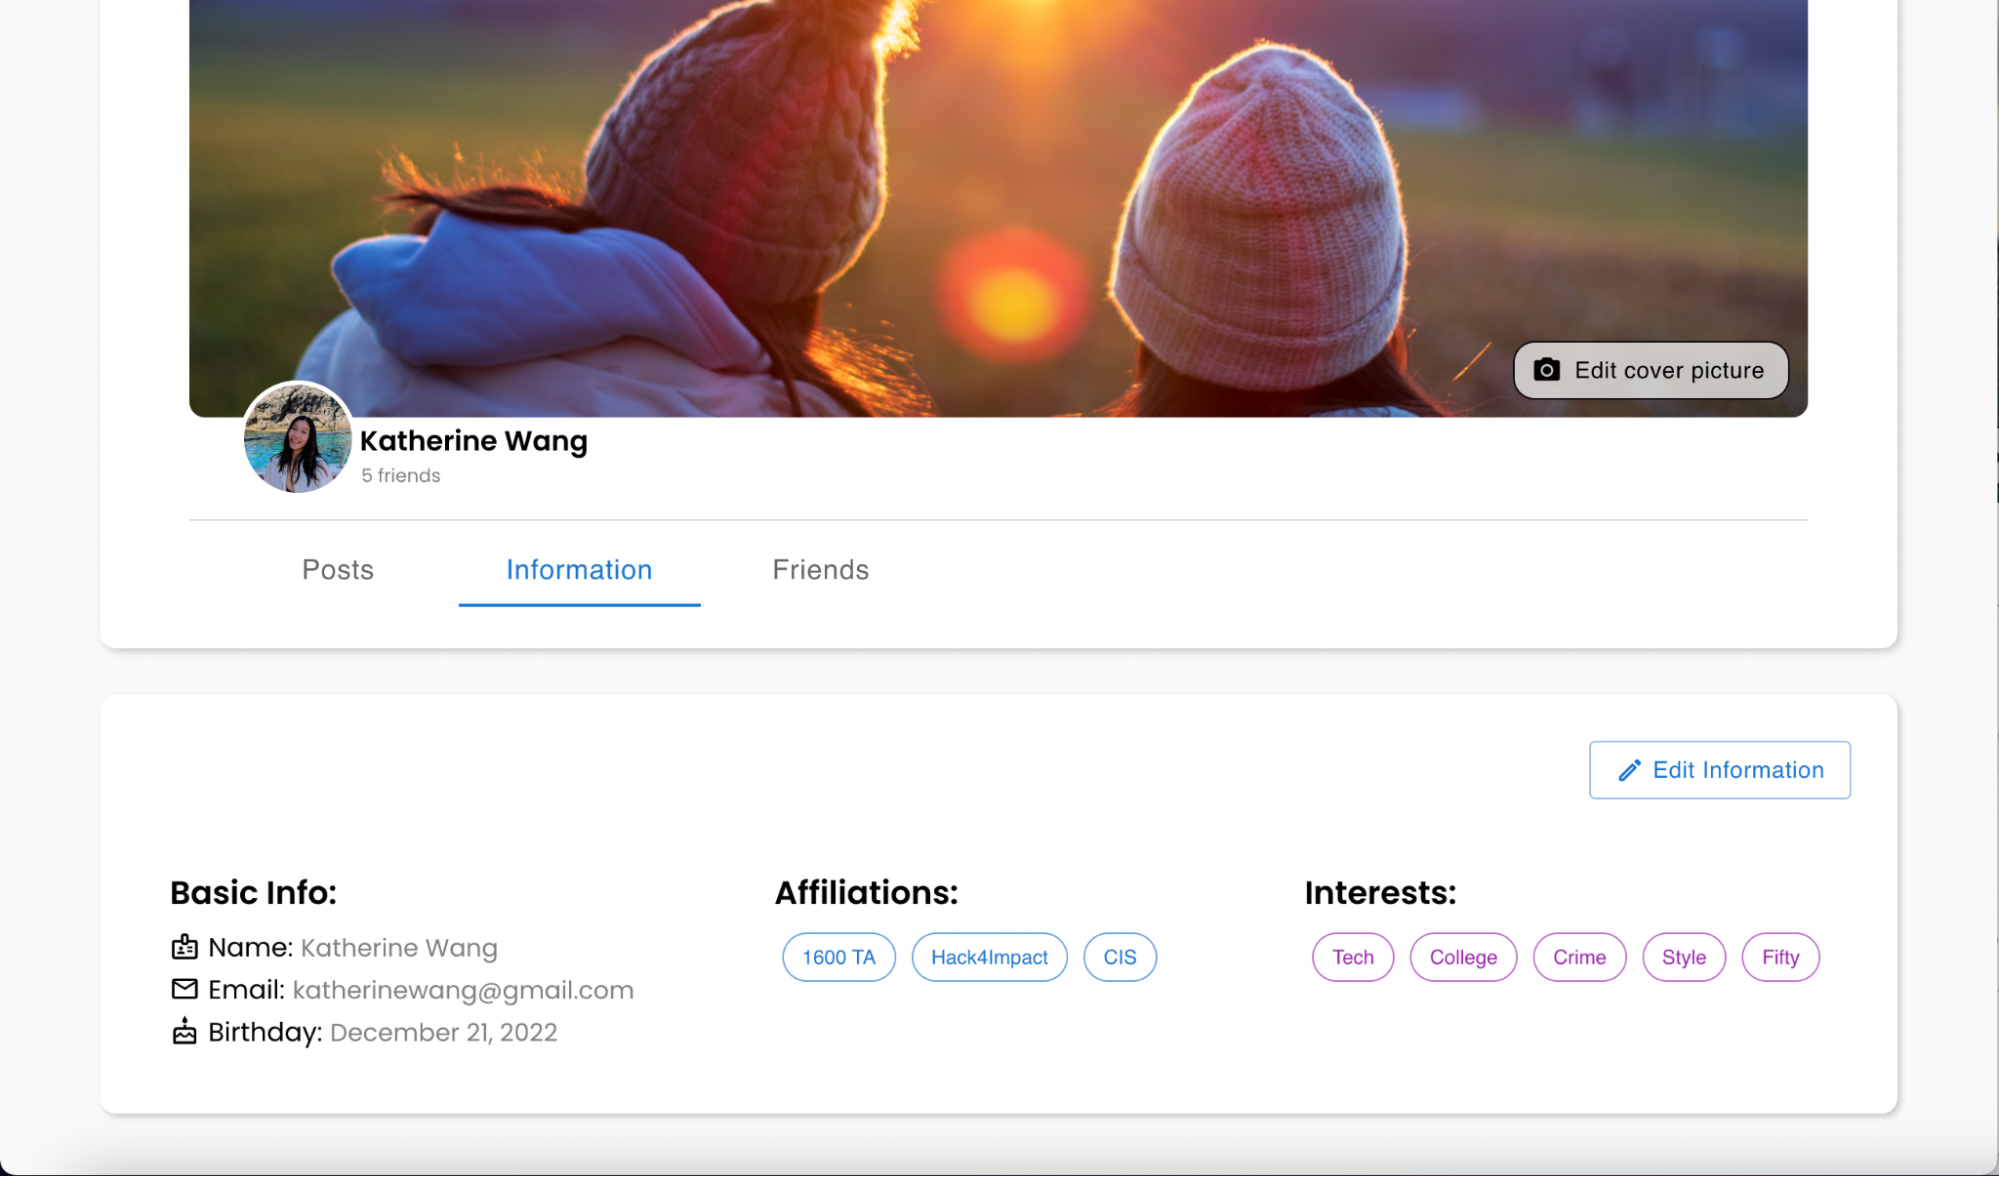 Edit cover picture
Katherine Wang
5 friends
Posts
Information
Friends
Edit Information
Basic Info:
Name: Katherine Wang
Email: katherinewang@gmail.com
Birthday: December 21, 2022
Affiliations:
1600 TA
Hack4Impact
CIS
Interests:
Tech
College
Crime
Style
Fifty